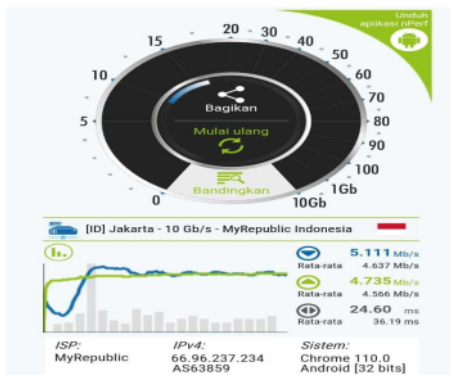 Unduh
aplikasi nPerf
0
5
10
15
20
30
40
50
60
70
80
90
100
1Gb
10Gb
Bagikan
Mulai ulang
Bandingkan
[ID] Jakarta - 10 Gb/s - MyRepublic Indonesia
5.111 Mb/s
Rata-rata 4.637 Mb/s
4.735 Mb/s
Rata-rata 4.566 Mb/s
24.60 ms
Rata-rata 36.19 ms
ISP: IPv4: Sistem:
MyRepublic 66.96.237.234 Chrome 110.0
AS63859 Android [32 bits]